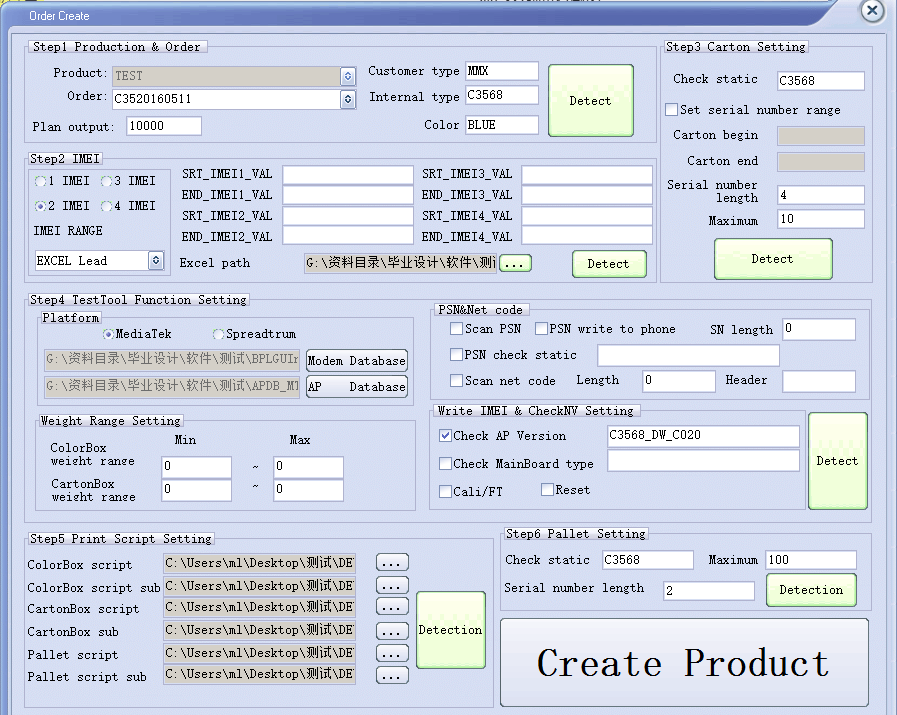 Order Create
Step1 Production & Order
Product: TEST
Order: C3520160511
Plan output: 10000
Customer type MMX
Internal type C3568
Color BLUE
Detect
Step2 IMEI
1 IMEI 3 IMEI
2 IMEI 4 IMEI
IMEI RANGE
EXCEL Lead
SRT_IMEI1_VAL SRT_IMEI3_VAL
END_IMEI1_VAL END_IMEI3_VAL
SRT_IMEI2_VAL SRT_IMEI4_VAL
END_IMEI2_VAL END_IMEI4_VAL
Excel path G:\资料目录\毕业设计\软件\测 ... Detect
Step3 Carton Setting
Check static C3568
Set serial number range
Carton begin
Carton end
Serial number
length 4
Maximum 10
Detect
Step4 TestTool Function Setting
Platform
MediaTek Spreadtrum
G:\资料目录\毕业设计\软件\测试\BPLGUI Modem Database
G:\资料目录\毕业设计\软件\测试\APDB_MT AP Database
Weight Range Setting
Min Max
ColorBox
weight range 0 ~ 0
CartonBox
weight range 0 ~ 0
PSN&Net code
Scan PSN PSN write to phone SN length 0
PSN check static
Scan net code Length 0 Header
Write IMEI & CheckNV Setting
Check AP Version C3568_DW_C020
Check MainBoard type
Cali/FT Reset
Detect
Step5 Print Script Setting
ColorBox script C:\Users\ml\Desktop\测试\DE ...
ColorBox script sub C:\Users\ml\Desktop\测试\DE ...
CartonBox script C:\Users\ml\Desktop\测试\DE ...
CartonBox sub C:\Users\ml\Desktop\测试\DE ...
Pallet script C:\Users\ml\Desktop\测试\DE ...
Pallet script sub C:\Users\ml\Desktop\测试\DE ...
Detection
Step6 Pallet Setting
Check static C3568 Maximum 100
Serial number length 2 Detection
Create Product